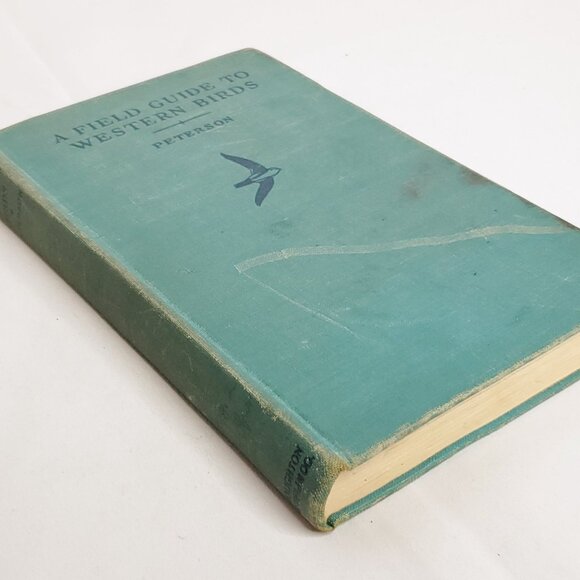 A FIELD GUIDE TO
WESTERN BIRDS
PETERSON